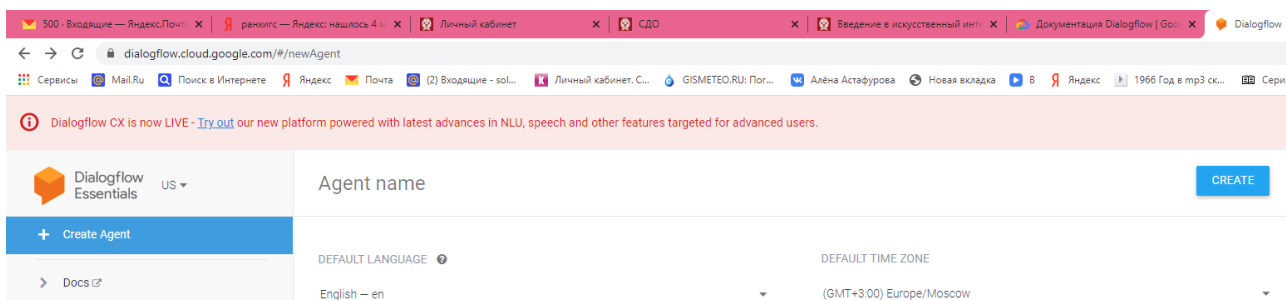 500 · Входящие — Яндекс.Почт
ранхигс — Яндекс: нашлось 4 м
Личный кабинет
СДО
Введение в искусственный инте
Документация Dialogflow | Goo
Dialogflow
dialogflow.cloud.google.com/#/newAgent
Сервисы
Mail.Ru
Поиск в Интернете
Яндекс
Почта
(2) Входящие - sol...
Личный кабинет. С...
GISMETEO.RU: Пог...
Алёна Астафурова
Новая вкладка
В
Яндекс
1966 Год в mp3 ск...
Сери
Dialogflow CX is now LIVE - Try out our new platform powered with latest advances in NLU, speech and other features targeted for advanced users.
Dialogflow
Essentials
US
Agent name
CREATE
Create Agent
DEFAULT LANGUAGE
DEFAULT TIME ZONE
Docs
English — en
(GMT+3:00) Europe/Moscow